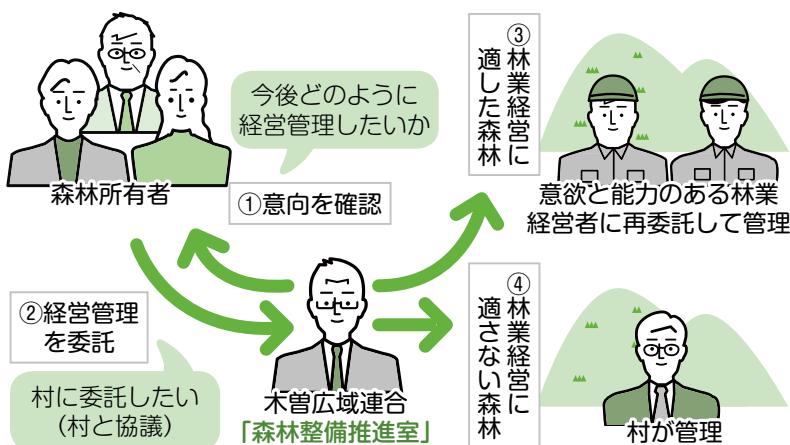 森林所有者
今後どのように
経営管理したいか
①意向を確認
②経営管理
を委託
村に委託したい
（村と協議）
木曽広域連合
「森林整備推進室」
③林業経営に
適した森林
意欲と能力のある林業
経営者に再委託して管理
④林業経営に
適さない森林
村が管理